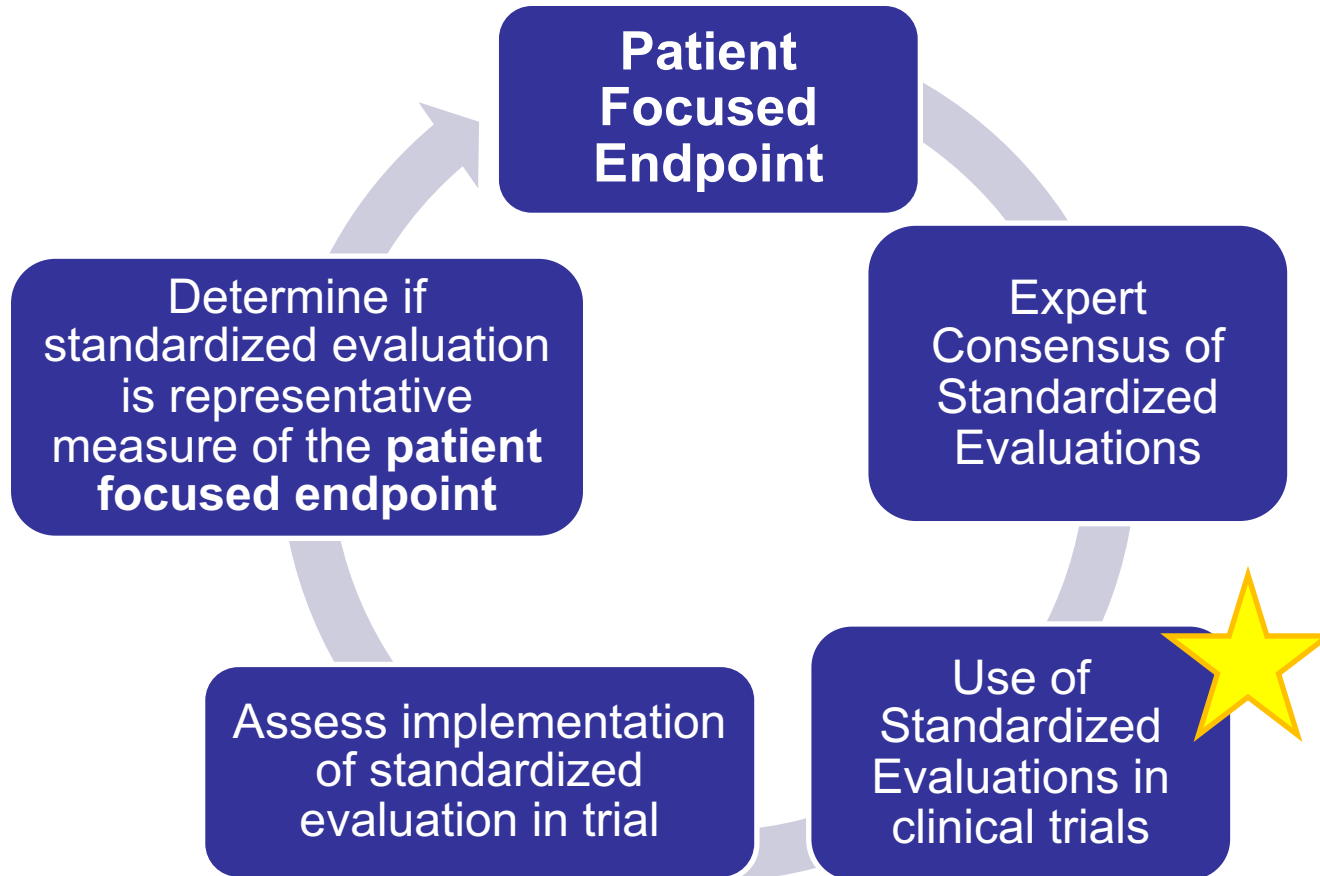 Patient
Focused
Endpoint
Expert
Consensus of
Standardized
Evaluations
Use of
Standardized
Evaluations in
clinical trials
Assess implementation
of standardized
evaluation in trial
Determine if
standardized evaluation
is representative
measure of the patient
focused endpoint